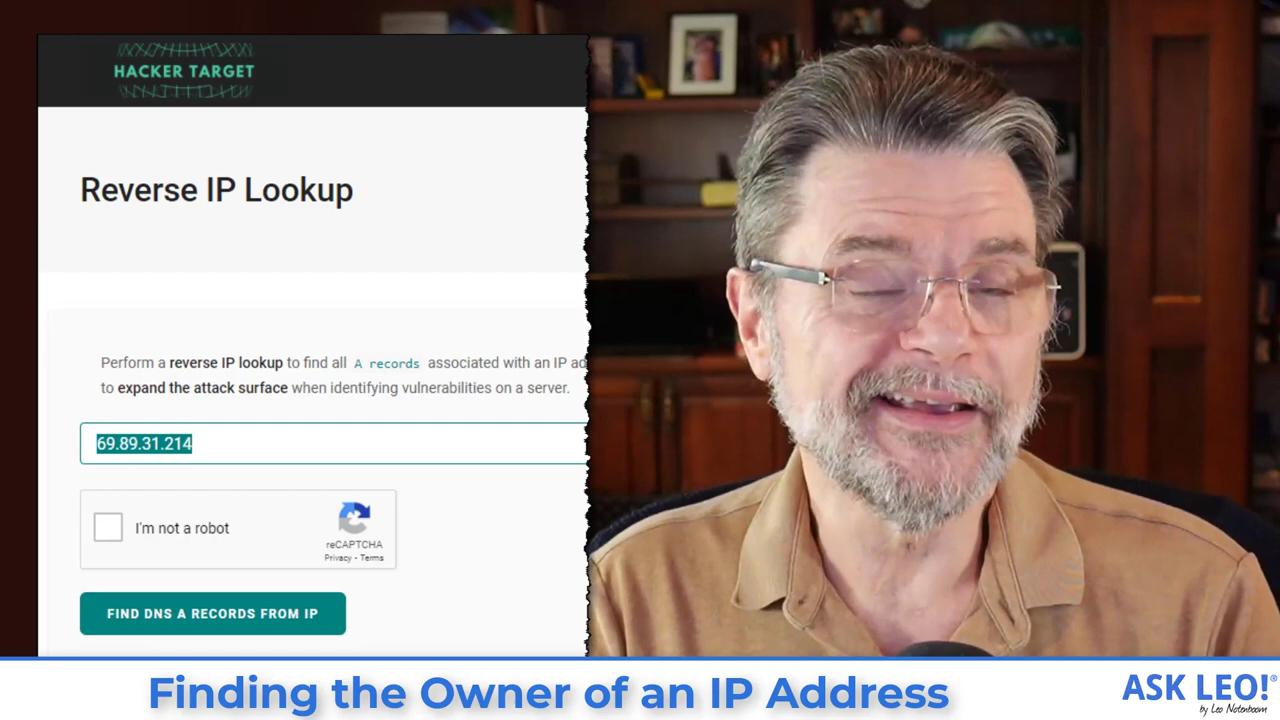 HACKER TARGET
Reverse IP Lookup
Perform a reverse IP lookup to find all A records associated with an IP ad
to expand the attack surface when identifying vulnerabilities on a server.
69.89.31.214
I'm not a robot
reCAPTCHA
Privacy - Terms
FIND DNS A RECORDS FROM IP
Finding the Owner of an IP Address
ASK LEO!®
by Leo Notenboom